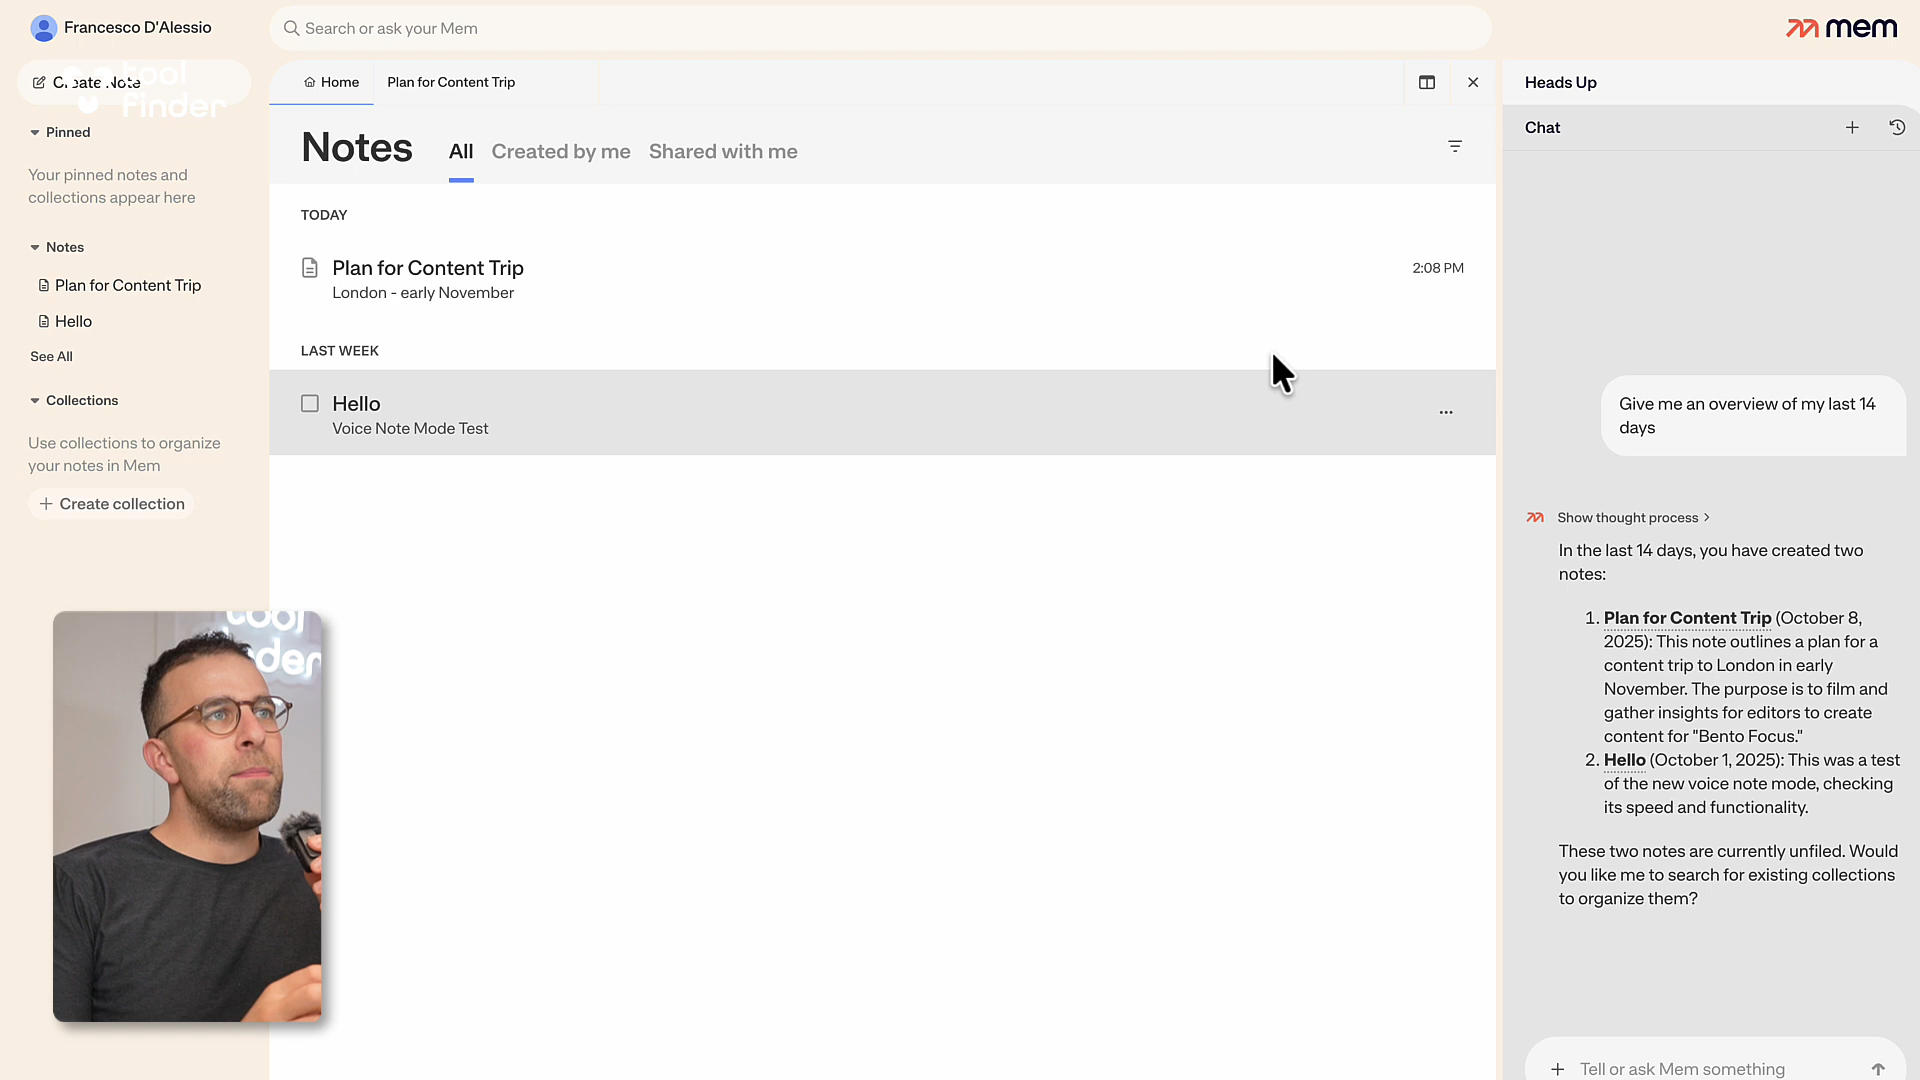 Francesco D'Alessio
Search or ask your Mem
mem
Create Note
tool
finder
Pinned
Your pinned notes and
collections appear here
Notes
Plan for Content Trip
Hello
See All
Collections
Use collections to organize
your notes in Mem
Create collection
Home
Plan for Content Trip
Notes
All
Created by me
Shared with me
TODAY
Plan for Content Trip
2:08 PM
London - early November
LAST WEEK
Hello
Voice Note Mode Test
Heads Up
Chat
Give me an overview of my last 14
days
Show thought process
In the last 14 days, you have created two
notes:
1. Plan for Content Trip (October 8,
2025): This note outlines a plan for a
content trip to London in early
November. The purpose is to film and
gather insights for editors to create
content for "Bento Focus."
2. Hello (October 1, 2025): This was a test
of the new voice note mode, checking
its speed and functionality.
These two notes are currently unfiled. Would
you like me to search for existing collections
to organize them?
Tell or ask Mem something
tool
finder